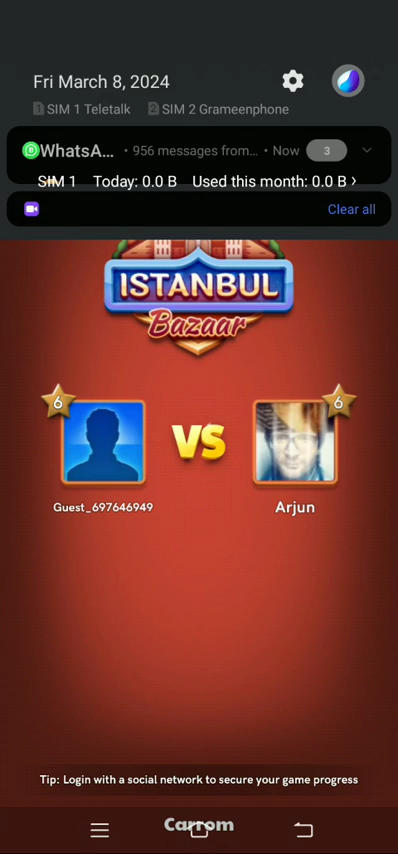 Fri March 8, 2024
1 SIM 1 Teletalk 2 SIM 2 Grameenphone
WhatsA... • 956 messages from... • Now 3
SIM 1 Today: 0.0 B Used this month: 0.0 B ›
Clear all
ISTANBUL
Bazaar
6 6
VS
Guest_697646949 Arjun
Tip: Login with a social network to secure your game progress
Carrom